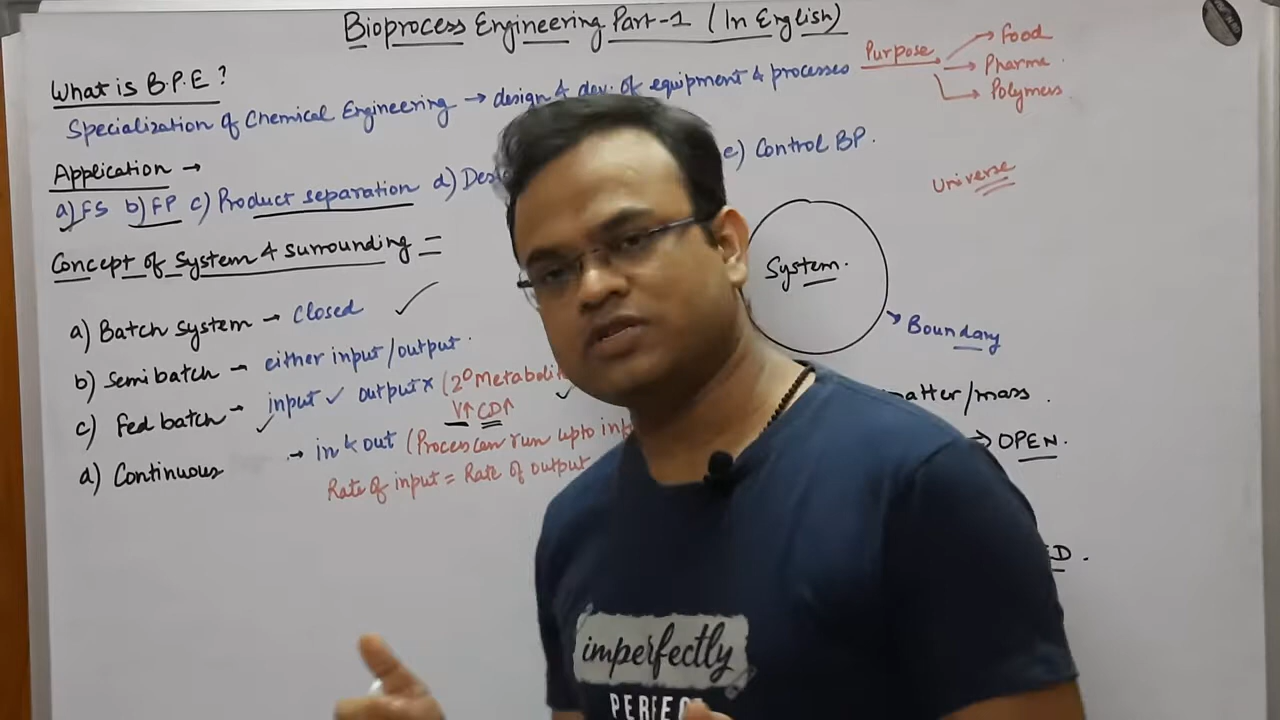 Bioprocess Engineering Part-1 (In English)
What is B.P.E?
Specialization of Chemical Engineering → design & dev. of equipment & processes
Purpose → Food
→ Pharma
→ Polymers
Application →
a) FS b) FP c) Product separation d) e) Control BP.
Universe
Concept of System & surrounding =
System.
Boundary
a) Batch system → Closed ✓
b) Semibatch → either input/output.
c) Fed batch → input ✓ output × (2°
V↑ CD↑ ✓
matter/mass.
d) Continuous → in & out (Process can run upto
→ OPEN.
Rate of input = Rate of output
imperfectly